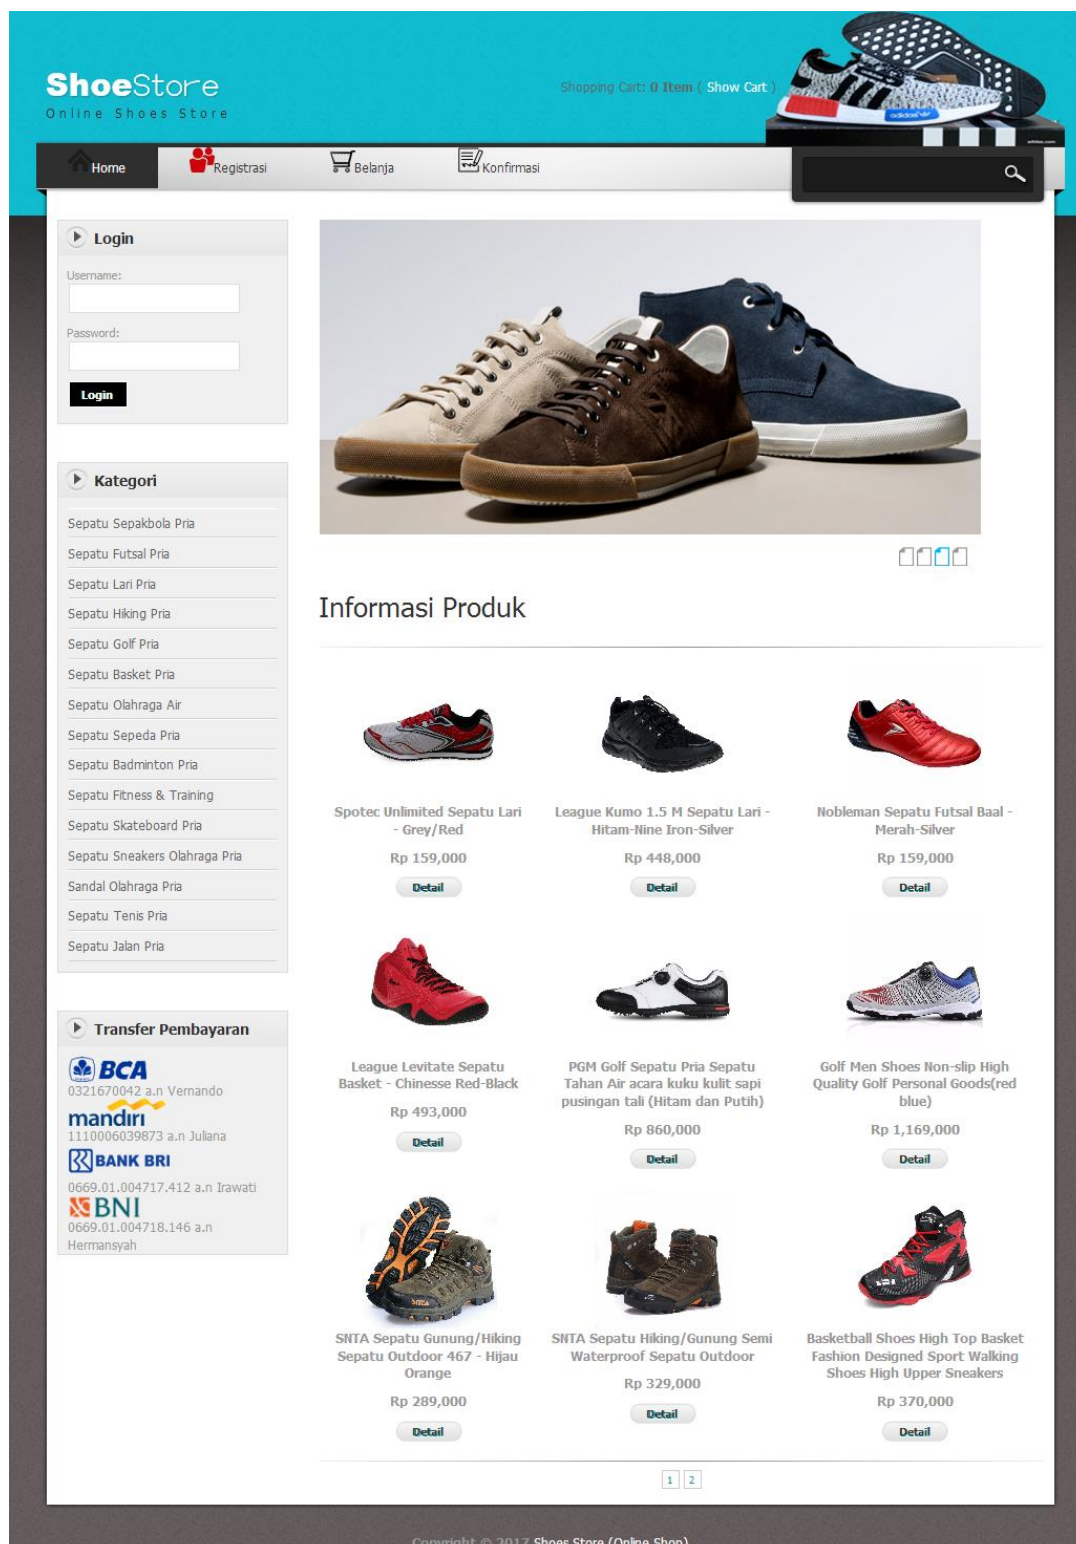 ShoeStore
Online Shoes Store
Shopping Cart: 0 Item ( Show Cart )
adidas
Home
Registrasi
Belanja
Konfirmasi
Login
Username:
Password:
Login
Kategori
Sepatu Sepakbola Pria
Sepatu Futsal Pria
Sepatu Lari Pria
Sepatu Hiking Pria
Sepatu Golf Pria
Sepatu Basket Pria
Sepatu Olahraga Air
Sepatu Sepeda Pria
Sepatu Badminton Pria
Sepatu Fitness & Training
Sepatu Skateboard Pria
Sepatu Sneakers Olahraga Pria
Sandal Olahraga Pria
Sepatu Tenis Pria
Sepatu Jalan Pria
Transfer Pembayaran
BCA
0321670042 a.n Vernando
mandiri
1110006039873 a.n Juliana
BANK BRI
0669.01.004717.412 a.n Irawati
BNI
0669.01.004718.146 a.n
Hermansyah
Informasi Produk
Spotec Unlimited Sepatu Lari
- Grey/Red
Rp 159,000
Detail
League Kumo 1.5 M Sepatu Lari -
Hitam-Nine Iron-Silver
Rp 448,000
Detail
Nobleman Sepatu Futsal Baal -
Merah-Silver
Rp 159,000
Detail
League Levitate Sepatu
Basket - Chinesse Red-Black
Rp 493,000
Detail
PGM Golf Sepatu Pria Sepatu
Tahan Air acara kuku kulit sapi
pusingan tali (Hitam dan Putih)
Rp 860,000
Detail
Golf Men Shoes Non-slip High
Quality Golf Personal Goods(red
blue)
Rp 1,169,000
Detail
SNTA Sepatu Gunung/Hiking
Sepatu Outdoor 467 - Hijau
Orange
Rp 289,000
Detail
SNTA Sepatu Hiking/Gunung Semi
Waterproof Sepatu Outdoor
Rp 329,000
Detail
Basketball Shoes High Top Basket
Fashion Designed Sport Walking
Shoes High Upper Sneakers
Rp 370,000
Detail
1 2
Copyright © 2017 Shoes Store (Online Shop)